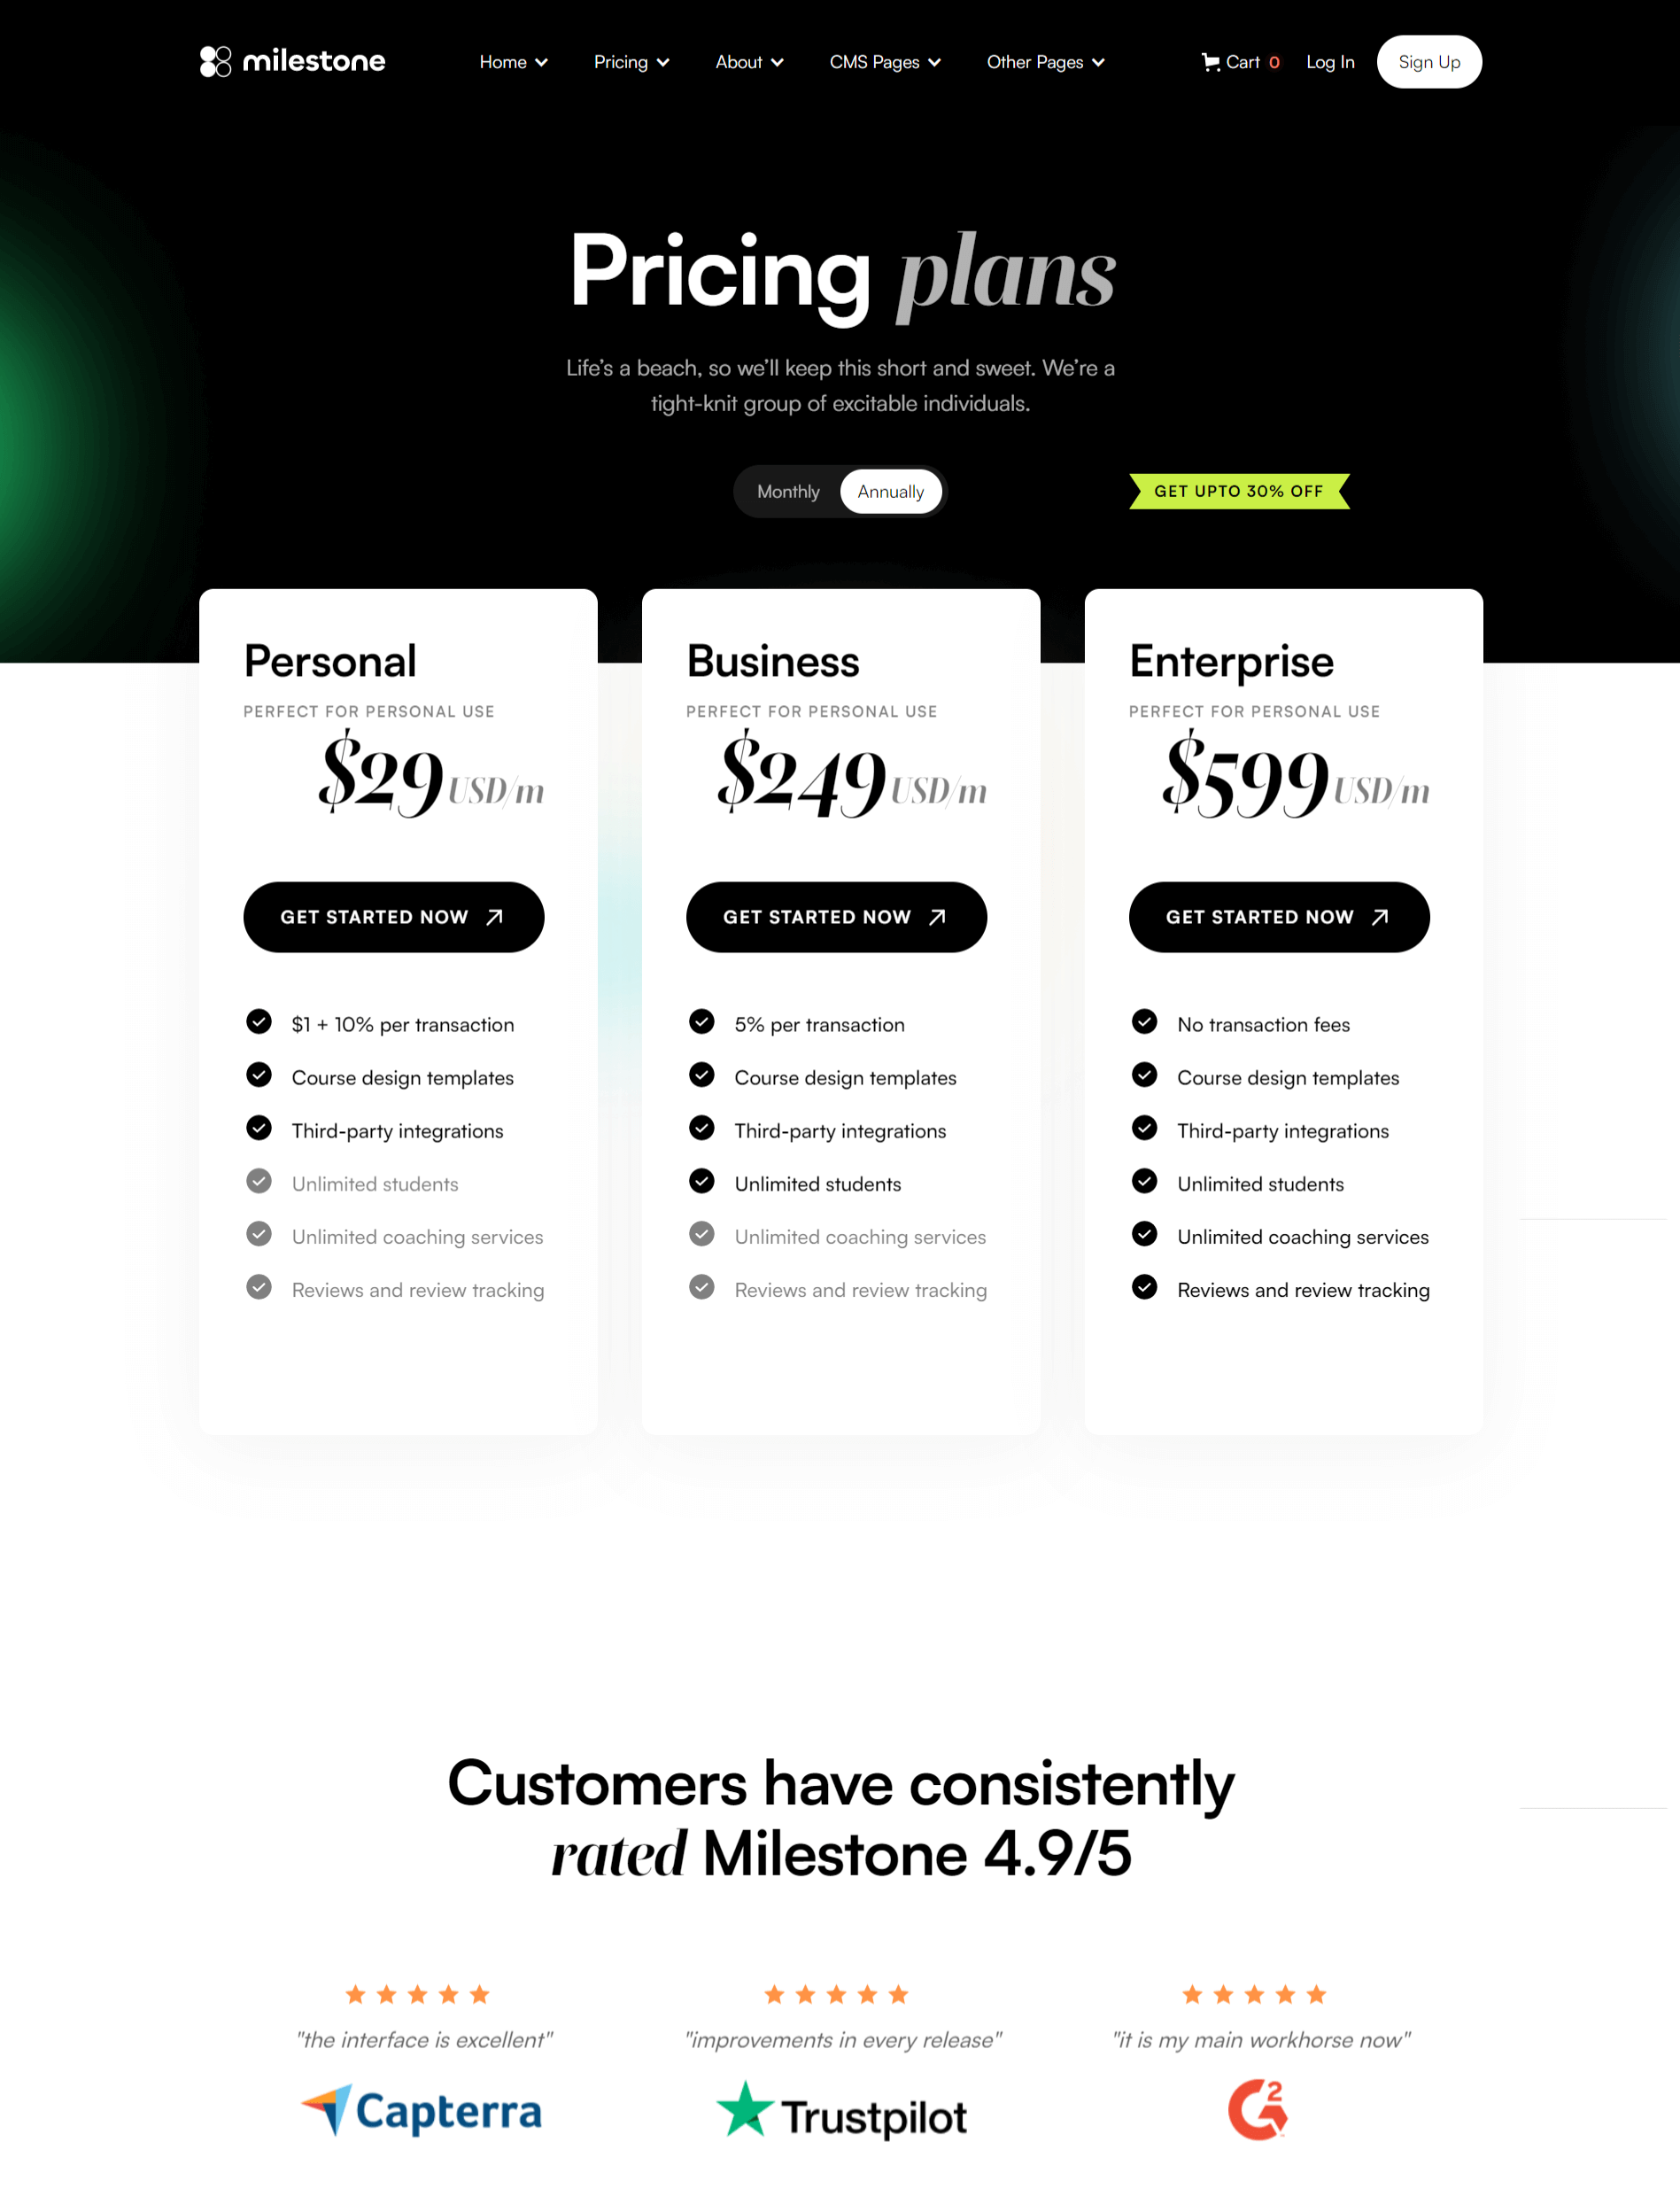 milestone
Home
Pricing
About
CMS Pages
Other Pages
Cart 0
Log In
Sign Up
Pricing plans
Life's a beach, so we'll keep this short and sweet. We're a
tight-knit group of excitable individuals.
Monthly
Annually
GET UPTO 30% OFF
Personal
PERFECT FOR PERSONAL USE
$29 USD/m
GET STARTED NOW
$1 + 10% per transaction
Course design templates
Third-party integrations
Unlimited students
Unlimited coaching services
Reviews and review tracking
Business
PERFECT FOR PERSONAL USE
$249 USD/m
GET STARTED NOW
5% per transaction
Course design templates
Third-party integrations
Unlimited students
Unlimited coaching services
Reviews and review tracking
Enterprise
PERFECT FOR PERSONAL USE
$599 USD/m
GET STARTED NOW
No transaction fees
Course design templates
Third-party integrations
Unlimited students
Unlimited coaching services
Reviews and review tracking
Customers have consistently
rated Milestone 4.9/5
"the interface is excellent"
Capterra
"improvements in every release"
Trustpilot
"it is my main workhorse now"
G2